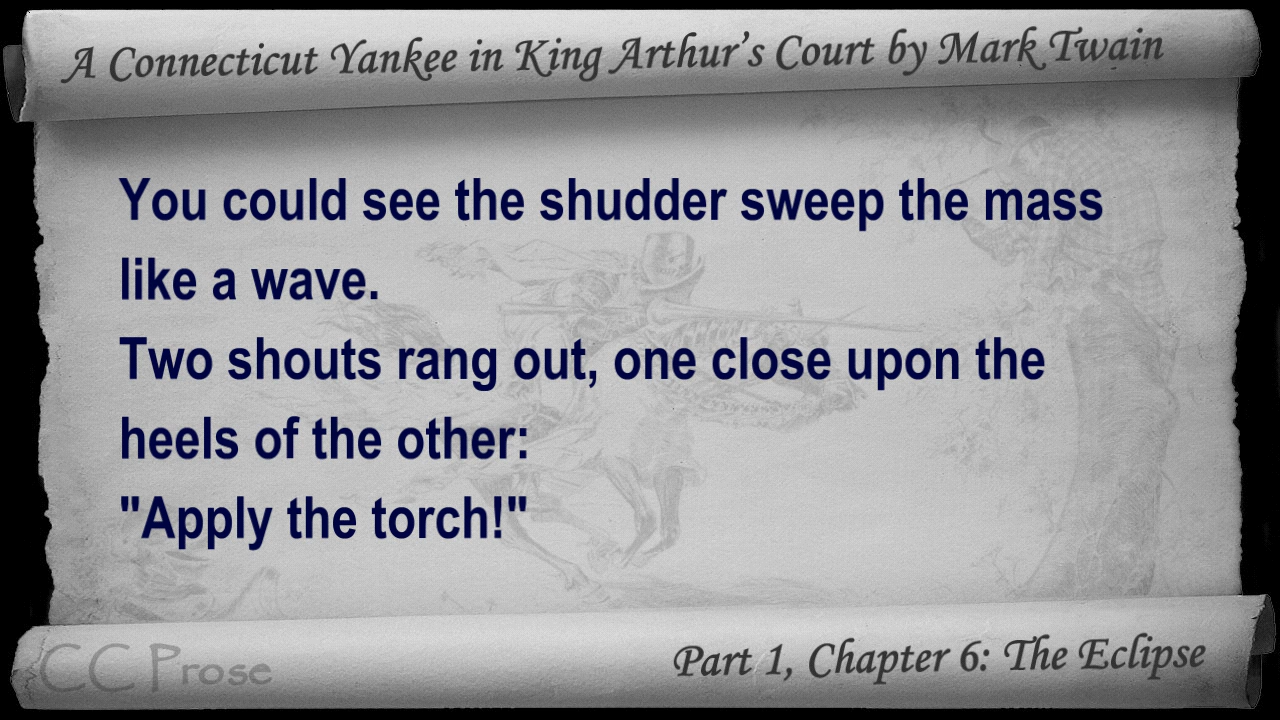 A Connecticut Yankee in King Arthur's Court by Mark Twain
You could see the shudder sweep the mass
like a wave.
Two shouts rang out, one close upon the
heels of the other:
"Apply the torch!"
CC Prose
Part 1, Chapter 6: The Eclipse